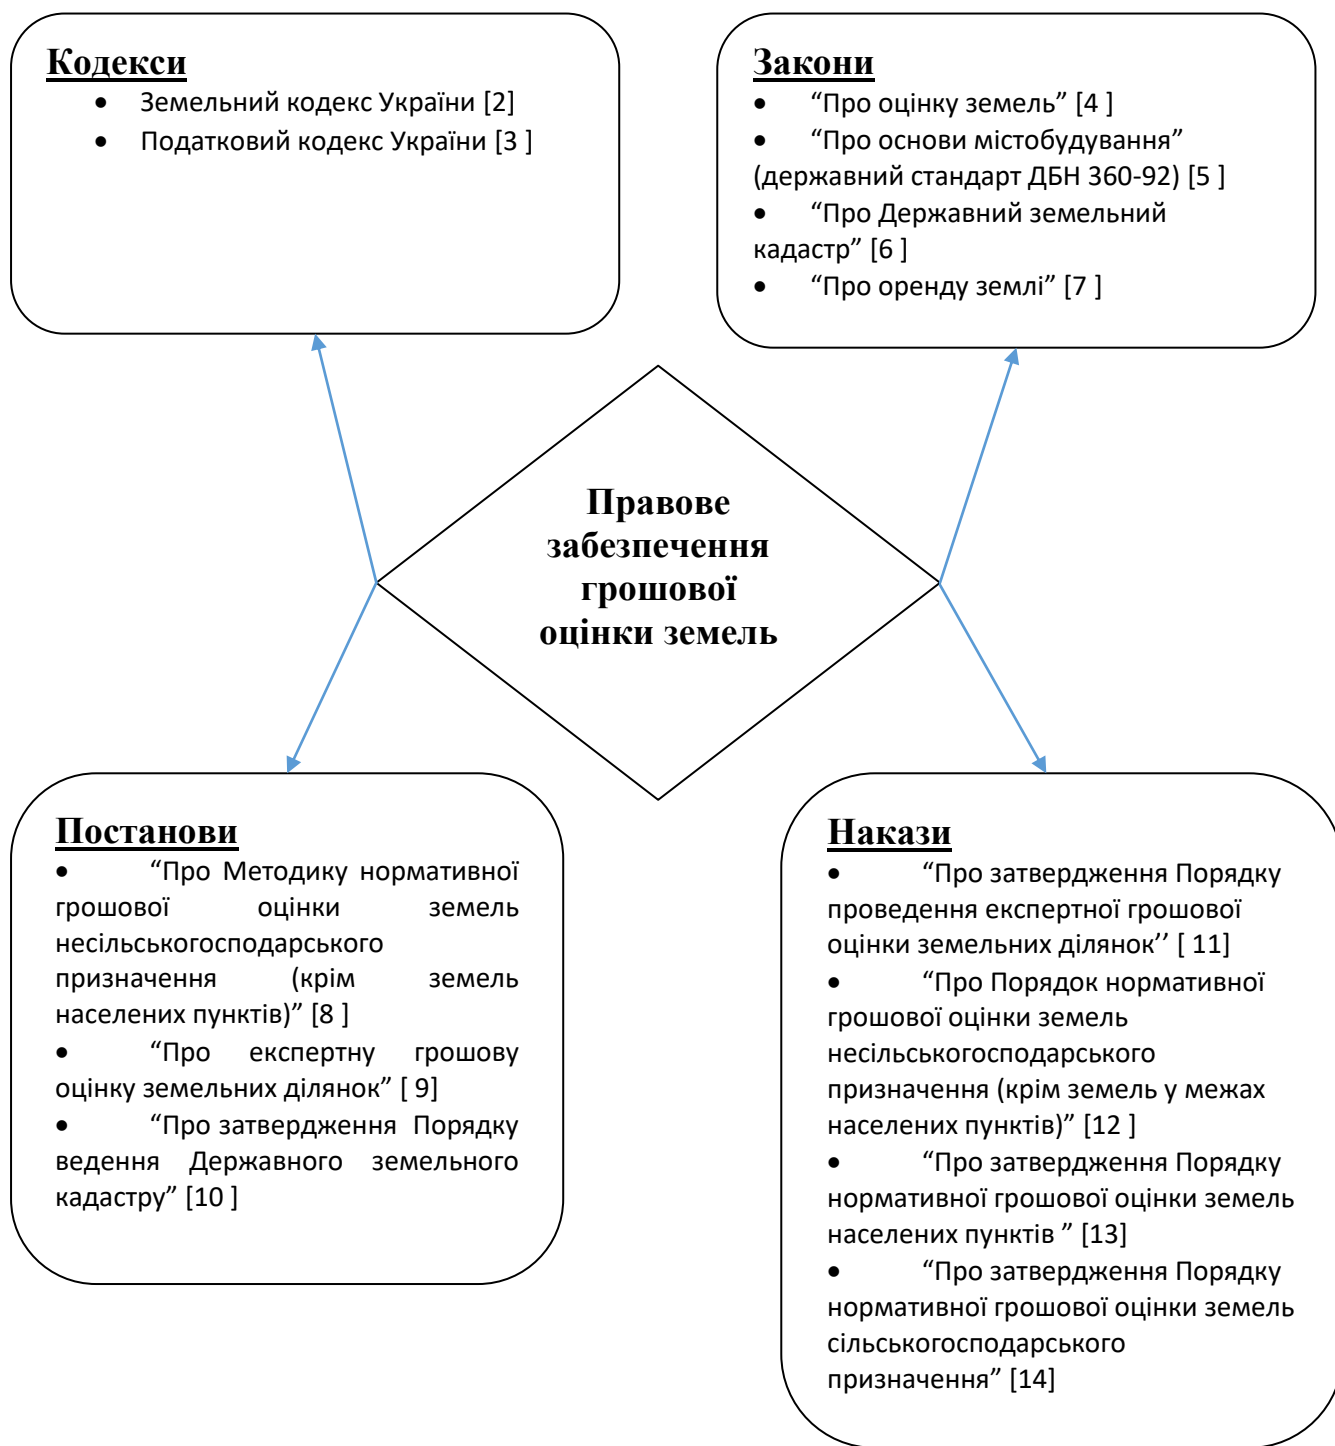 Кодекси
• Земельний кодекс України [2]
• Податковий кодекс України [3 ]
Закони
• “Про оцінку земель” [4 ]
• “Про основи містобудування”
(державний стандарт ДБН 360-92) [5 ]
• “Про Державний земельний
кадастр” [6 ]
• “Про оренду землі” [7 ]
Правове
забезпечення
грошової
оцінки земель
Постанови
• “Про Методику нормативної
грошової оцінки земель
несільськогосподарського
призначення (крім земель
населених пунктів)” [8 ]
• “Про експертну грошову
оцінку земельних ділянок” [ 9]
• “Про затвердження Порядку
ведення Державного земельного
кадастру” [10 ]
Накази
• “Про затвердження Порядку
проведення експертної грошової
оцінки земельних ділянок’’ [ 11]
• “Про Порядок нормативної
грошової оцінки земель
несільськогосподарського
призначення (крім земель у межах
населених пунктів)” [12 ]
• “Про затвердження Порядку
нормативної грошової оцінки земель
населених пунктів ” [13]
• “Про затвердження Порядку
нормативної грошової оцінки земель
сільськогосподарського
призначення” [14]